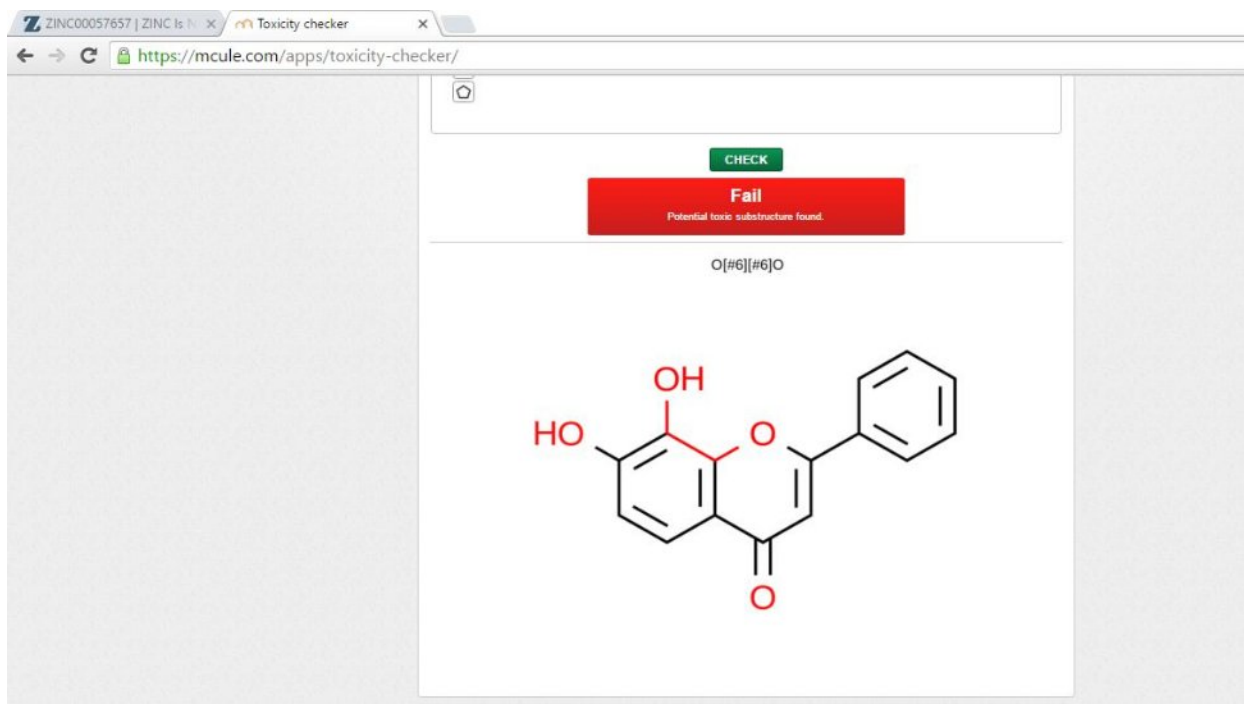 ZINC00057657 | ZINC Is N
Toxicity checker
https://mcule.com/apps/toxicity-checker/
CHECK
Fail
Potential toxic substructure found.
O[#6][#6]O
OH
HO
O
O